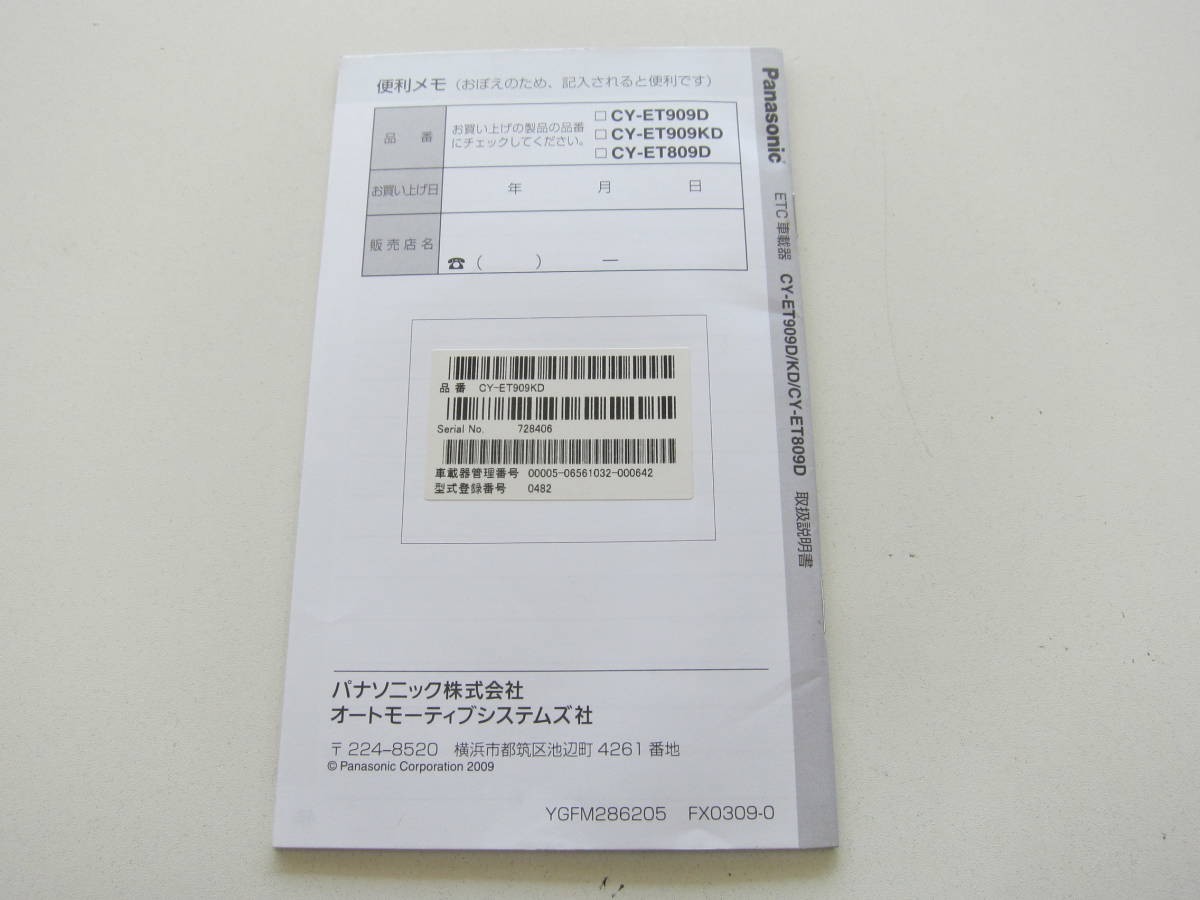 便利メモ（おぼえのため、記入されると便利です）
品 番
お買い上げの製品の品番
にチェックしてください。
□ CY-ET909D
□ CY-ET909KD
□ CY-ET809D
お買い上げ日
年 月 日
販売店名
☎（ ） ―
品 番 CY-ET909KD
Serial No. 728406
車載器管理番号 00005-06561032-000642
型式登録番号 0482
パナソニック株式会社
オートモーティブシステムズ社
〒224-8520 横浜市都筑区池辺町 4261 番地
© Panasonic Corporation 2009
YGFM286205 FX0309-0
Panasonic ETC 車載器 CY-ET909D/KD/CY-ET809D 取扱説明書